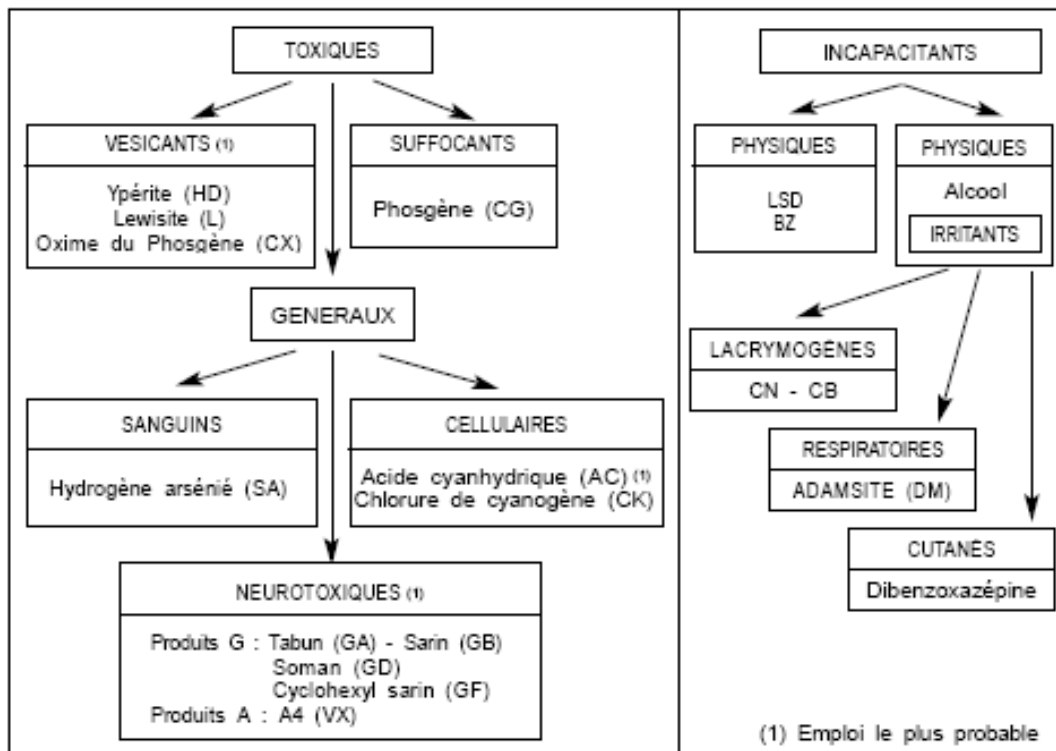 TOXIQUES
VESICANTS (1)
Ypérite (HD)
Lewisite (L)
Oxime du Phosgène (CX)
SUFFOCANTS
Phosgène (CG)
GENERAUX
SANGUINS
Hydrogène arsénié (SA)
CELLULAIRES
Acide cyanhydrique (AC) (1)
Chlorure de cyanogène (CK)
NEUROTOXIQUES (1)
Produits G : Tabun (GA) - Sarin (GB)
Soman (GD)
Cyclohexyl sarin (GF)
Produits A : A4 (VX)
INCAPACITANTS
PHYSIQUES
LSD
BZ
PHYSIQUES
Alcool
IRRITANTS
LACRYMOGÈNES
CN - CB
RESPIRATOIRES
ADAMSITE (DM)
CUTANÉS
Dibenzoxazépine
(1) Emploi le plus probable